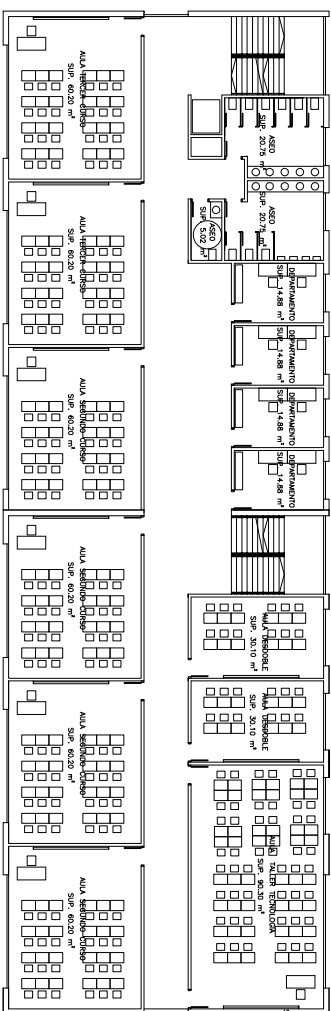 AULA TERCER CURSO
SUP. 60.20 m²
AULA TERCER CURSO
SUP. 60.20 m²
AULA SEGUNDO CURSO
SUP. 60.20 m²
AULA SEGUNDO CURSO
SUP. 60.20 m²
AULA SEGUNDO CURSO
SUP. 60.20 m²
AULA SEGUNDO CURSO
SUP. 60.20 m²
ASEO
SUP. 20.75 m²
ASEO
SUP. 20.75 m²
ASEO
SUP. 5.02 m²
DEPARTAMENTO
SUP. 14.88 m²
DEPARTAMENTO
SUP. 14.88 m²
DEPARTAMENTO
SUP. 14.88 m²
DEPARTAMENTO
SUP. 14.88 m²
AULA DESDOBLE
SUP. 30.10 m²
AULA DESDOBLE
SUP. 30.10 m²
AULA TALLER TECNOLOGIA
SUP. 90.30 m²